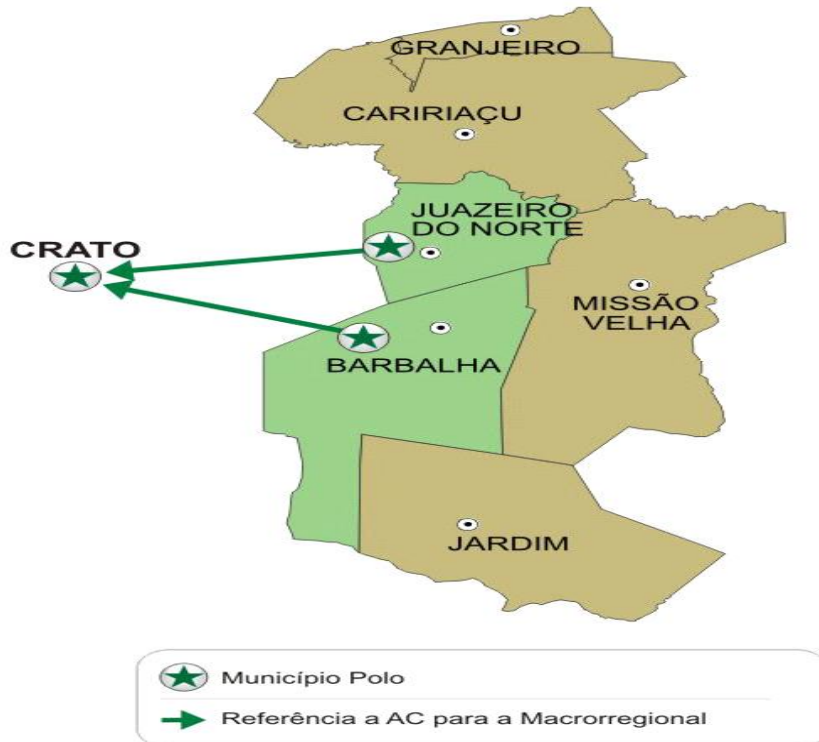 GRANJEIRO
CARIRIAÇU
JUAZEIRO
DO NORTE
CRATO
MISSÃO
VELHA
BARBALHA
JARDIM
Município Polo
Referência a AC para a Macrorregional